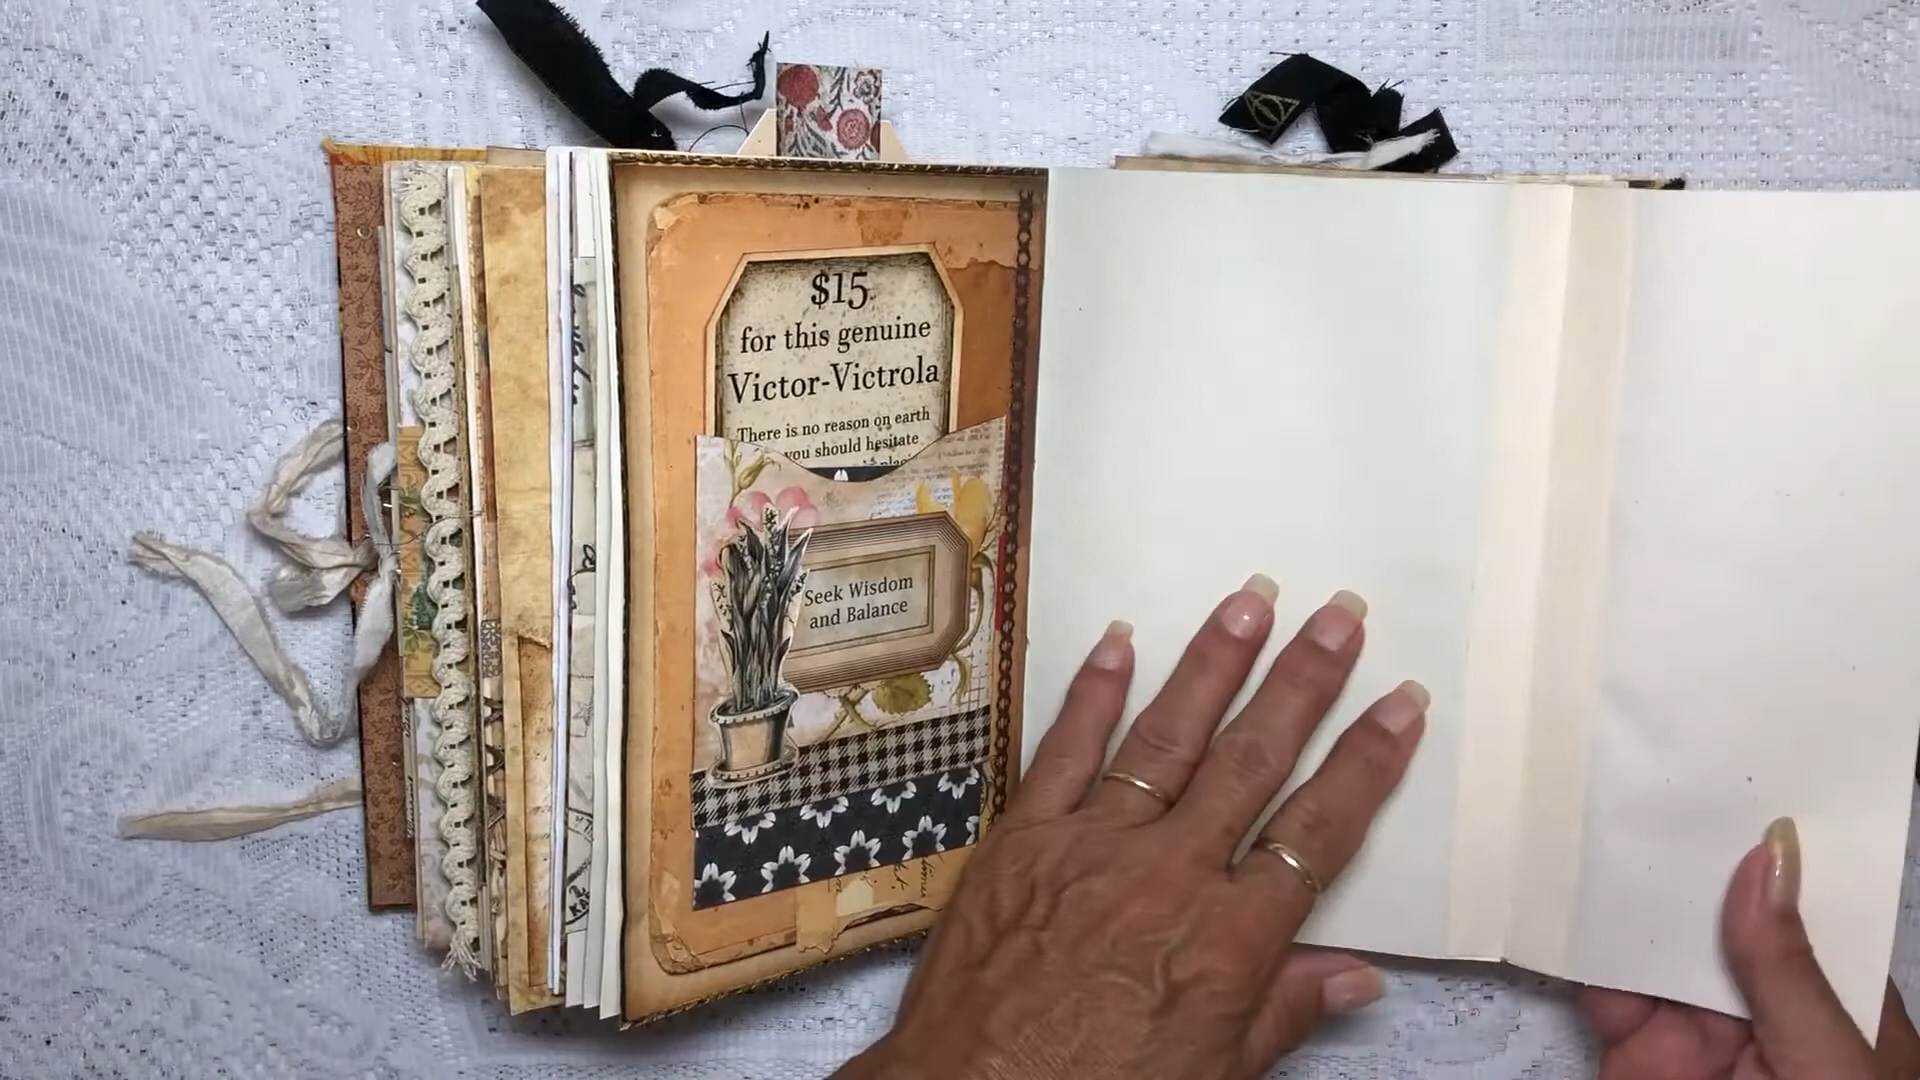 $15
for this genuine
Victor-Victrola
There is no reason on earth
you should hesitate
Seek Wisdom
and Balance